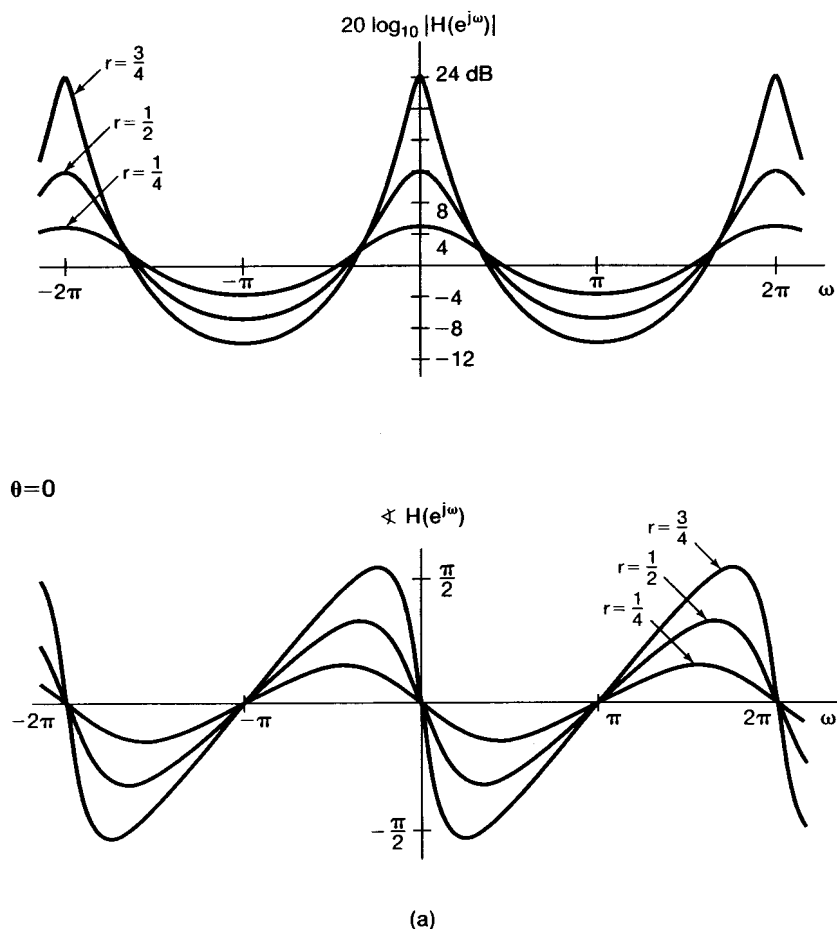 20 log₁₀ |H(e^{jω})|
r = 3/4
24 dB
r = 1/2
r = 1/4
8
4
−2π
−π
π
2π
ω
−4
−8
−12
θ=0
∢ H(e^{jω})
r = 3/4
π/2
r = 1/2
r = 1/4
−2π
−π
π
2π
ω
−π/2
(a)